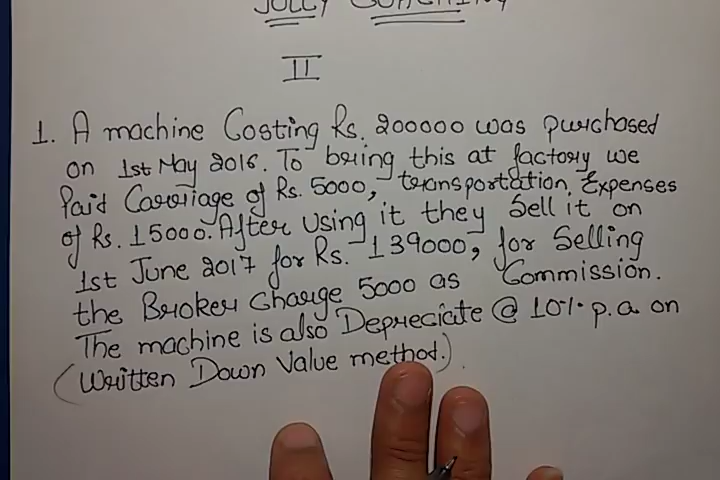 JOLLY COACHING
II
1. A machine Costing Rs. 200000 was purchased
on 1st May 2016. To bring this at factory we
Paid Carriage of Rs. 5000, transportation Expenses
of Rs. 15000. After using it they Sell it on
1st June 2017 for Rs. 139000, for Selling
the Broker Charge 5000 as Commission.
The machine is also Depreciate @ 10% p.a. on
(Written Down Value method.).